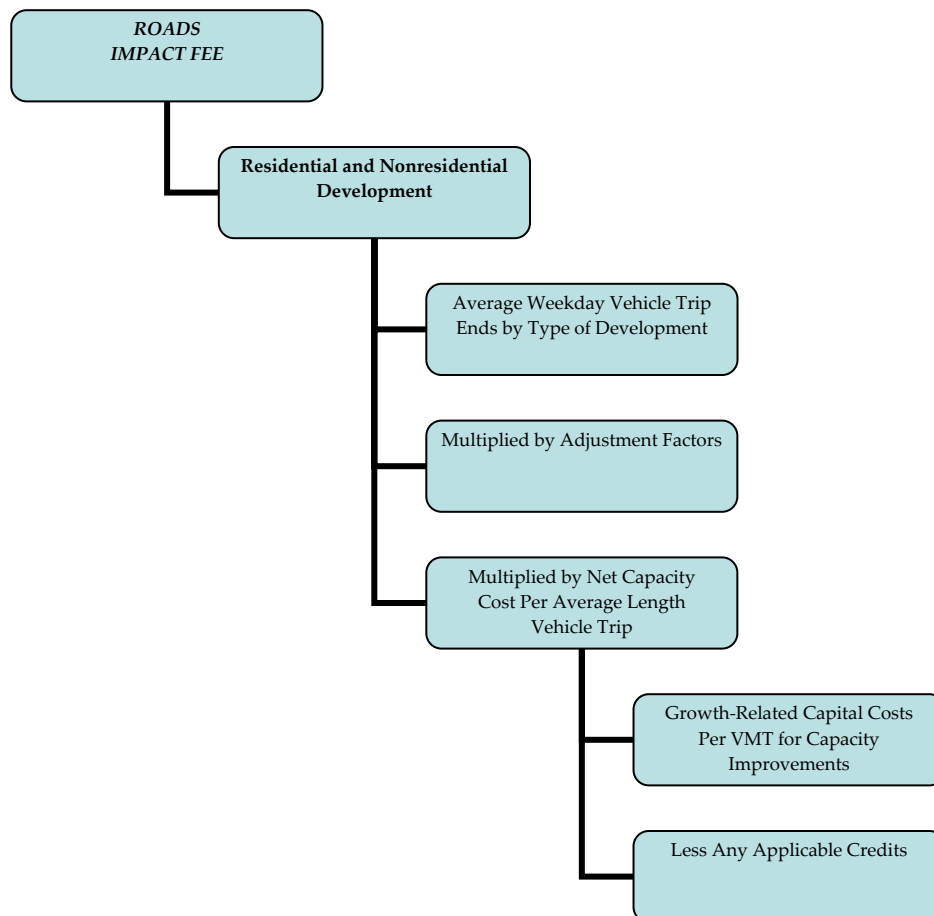 ROADS
IMPACT FEE
Residential and Nonresidential
Development
Average Weekday Vehicle Trip
Ends by Type of Development
Multiplied by Adjustment Factors
Multiplied by Net Capacity
Cost Per Average Length
Vehicle Trip
Growth-Related Capital Costs
Per VMT for Capacity
Improvements
Less Any Applicable Credits